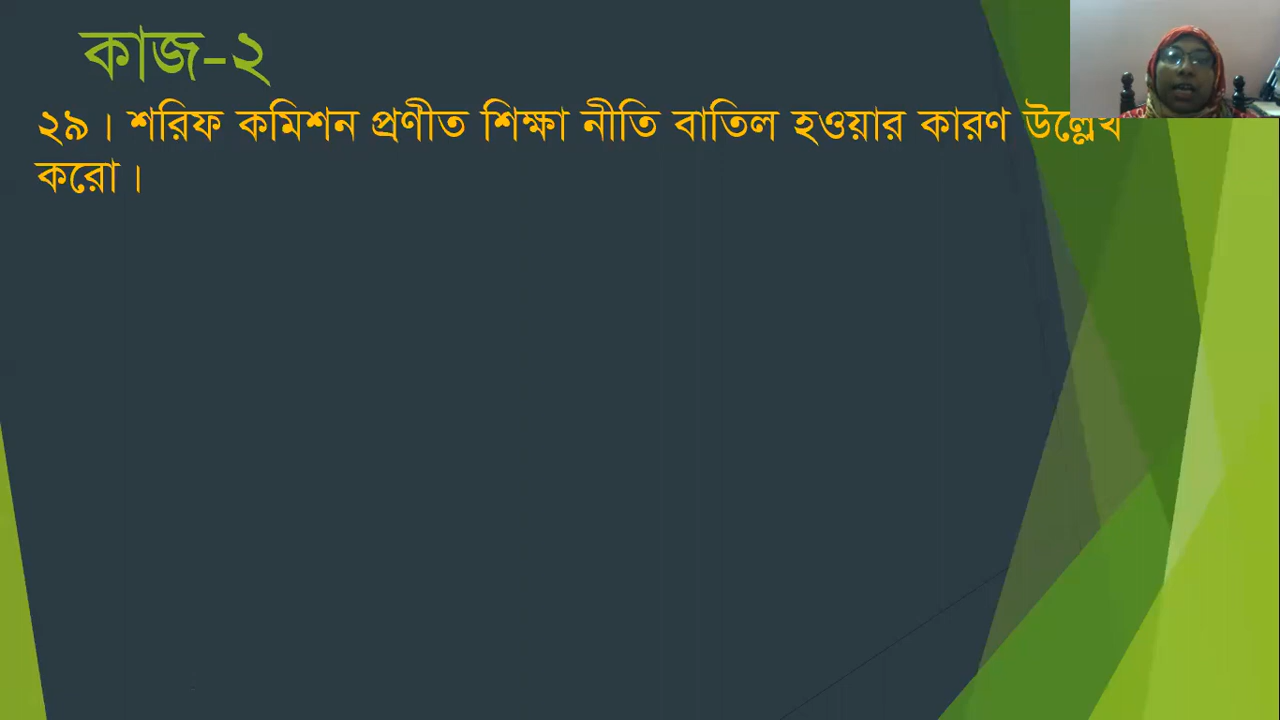 কাজ-২
২৯। শরিফ কমিশন প্রণীত শিক্ষা নীতি বাতিল হওয়ার কারণ উল্লেখ
করো।